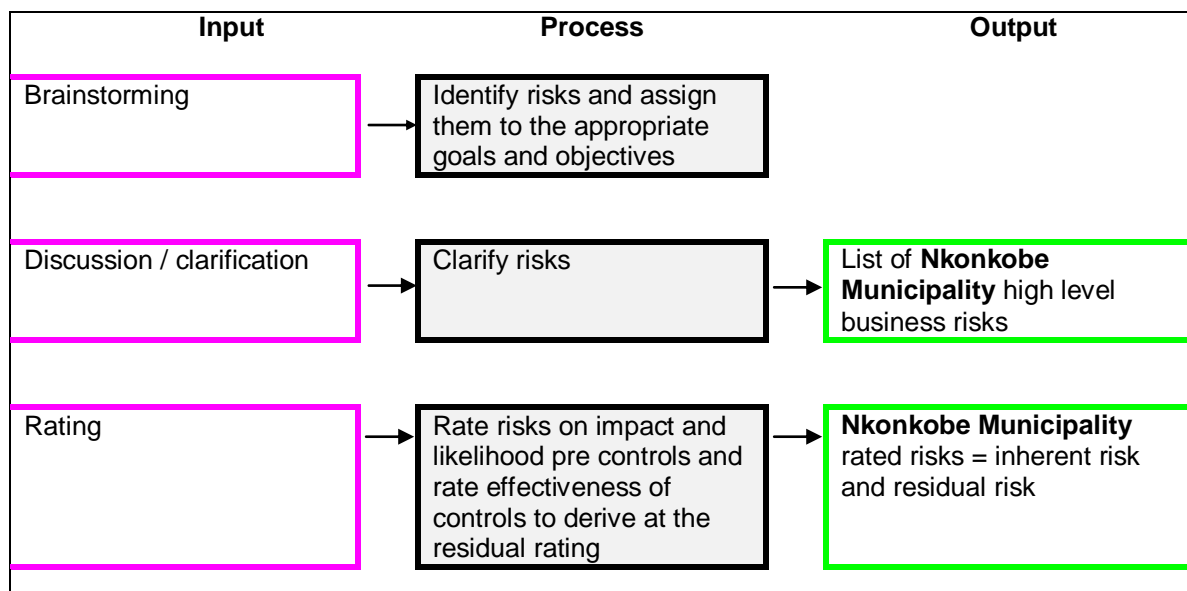 Input Process Output
Brainstorming
Identify risks and assign
them to the appropriate
goals and objectives
Discussion / clarification
Clarify risks
List of Nkonkobe
Municipality high level
business risks
Rating
Rate risks on impact and
likelihood pre controls and
rate effectiveness of
controls to derive at the
residual rating
Nkonkobe Municipality
rated risks = inherent risk
and residual risk